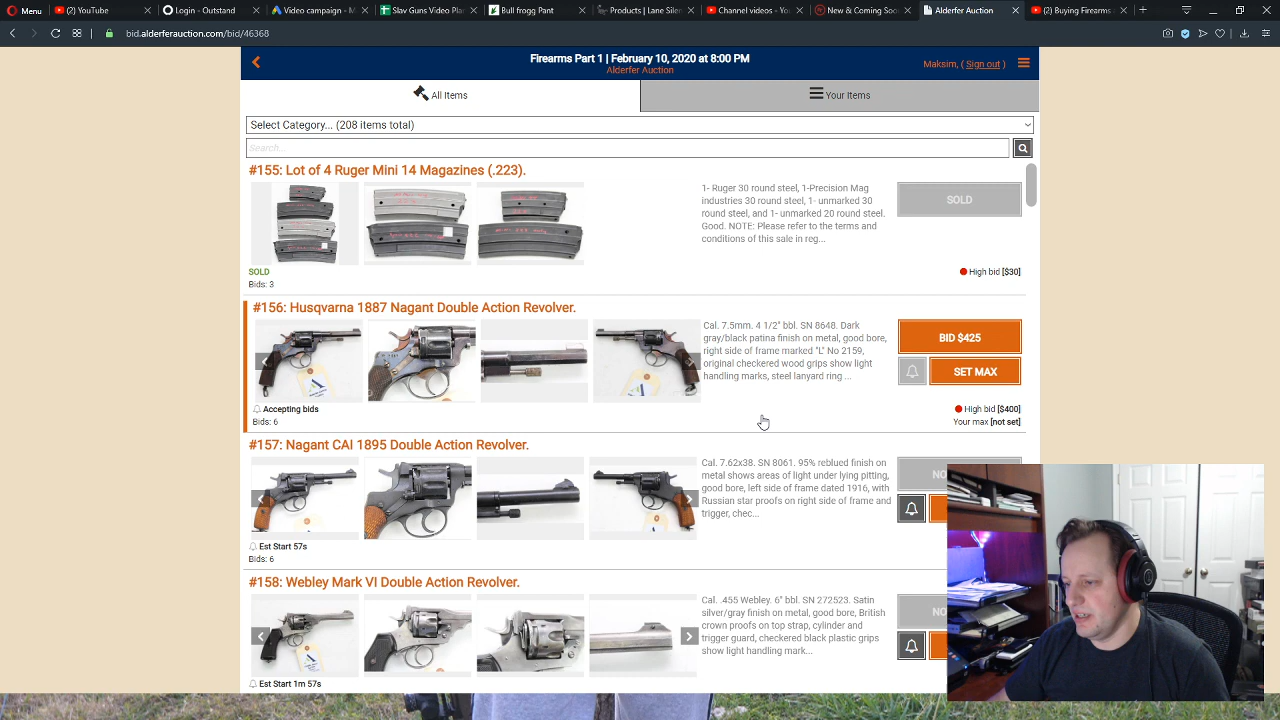 Menu
(2) YouTube
Login - Outstand
Video campaign - M
Slav Guns Video Plan
Bull frogg Pant
Products | Lane Silen
Channel videos - Yo
New & Coming Soo
Alderfer Auction
(2) Buying Firearms
bid.alderferauction.com/bid/46368
Firearms Part 1 | February 10, 2020 at 8:00 PM
Alderfer Auction
Maksim, ( Sign out )
All Items
Your Items
Select Category... (208 items total)
Search...
#155: Lot of 4 Ruger Mini 14 Magazines (.223).
1- Ruger 30 round steel, 1-Precision Mag
industries 30 round steel, 1- unmarked 30
round steel, and 1- unmarked 20 round steel.
Good. NOTE: Please refer to the terms and
conditions of this sale in reg...
SOLD
SOLD
Bids: 3
High bid [$30]
#156: Husqvarna 1887 Nagant Double Action Revolver.
Cal. 7.5mm. 4 1/2" bbl. SN 8648. Dark
gray/black patina finish on metal, good bore,
right side of frame marked "L" No 2159,
original checkered wood grips show light
handling marks, steel lanyard ring ...
BID $425
SET MAX
Accepting bids
Bids: 6
High bid [$400]
Your max [not set]
#157: Nagant CAI 1895 Double Action Revolver.
Cal. 7.62x38. SN 8061. 95% reblued finish on
metal shows areas of light under lying pitting,
good bore, left side of frame dated 1916, with
Russian star proofs on right side of frame and
trigger, chec...
NO
Est Start 57s
Bids: 6
#158: Webley Mark VI Double Action Revolver.
Cal. .455 Webley. 6" bbl. SN 272523. Satin
silver/gray finish on metal, good bore, British
crown proofs on top strap, cylinder and
trigger guard, checkered black plastic grips
show light handling mark...
NO
Est Start 1m 57s